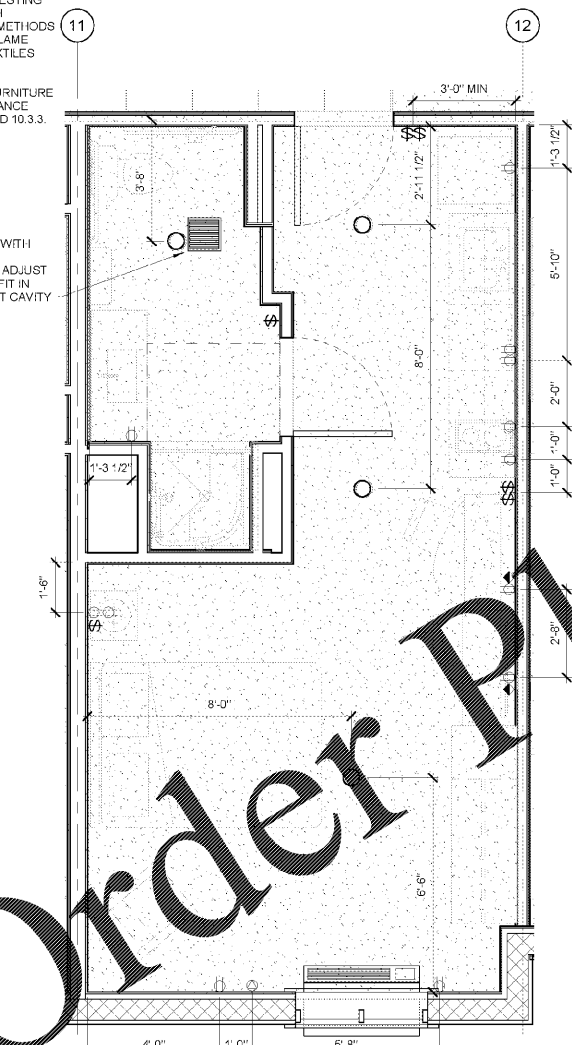 ESTING
METHODS
LAME
XTILES
URNITURE
ANCE
D 10.3.3.
WITH
ADJUST
FIT IN
T CAVITY
11
12
3'-0" MIN
1'-3 1/2"
2'-11 1/2"
3'-8"
5'-10"
8'-0"
2'-0"
1'-0"
1'-0"
1'-3 1/2"
1'-6"
2'-8"
8'-0"
6'-6"
4'-0"
1'-0"
5'-8"
$$
$
$
$
$
$
Order P